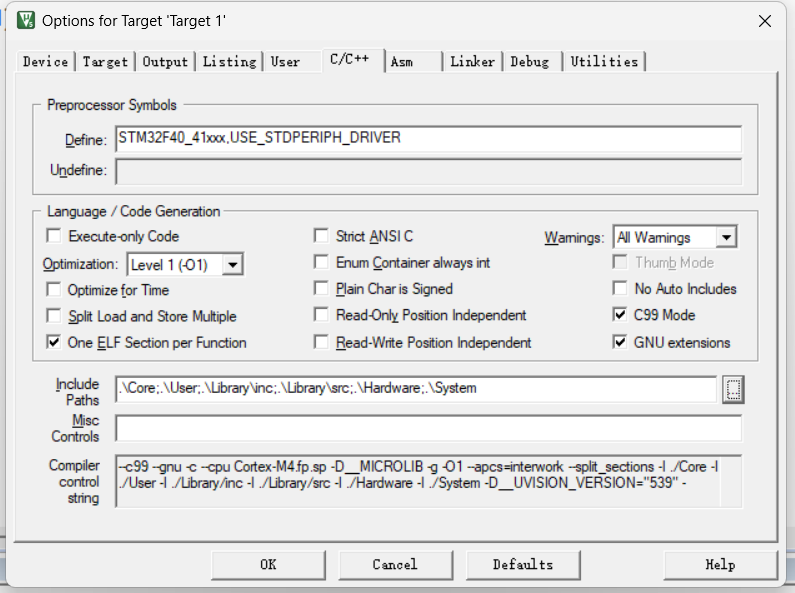 Options for Target 'Target 1'
Device Target Output Listing User C/C++ Asm Linker Debug Utilities
Preprocessor Symbols
Define: STM32F40_41xxx,USE_STDPERIPH_DRIVER
Undefine:
Language / Code Generation
Execute-only Code Strict ANSI C Warnings: All Warnings
Optimization: Level 1 (-O1) Enum Container always int Thumb Mode
Optimize for Time Plain Char is Signed No Auto Includes
Split Load and Store Multiple Read-Only Position Independent C99 Mode
One ELF Section per Function Read-Write Position Independent GNU extensions
Include
Paths
.\Core;.\User;.\Library\inc;.\Library\src;.\Hardware;.\System
...
Misc
Controls
Compiler
control
string
--c99 --gnu -c --cpu Cortex-M4.fp.sp -D__MICROLIB -g -O1 --apcs=interwork --split_sections -I ./Core -I
./User -I ./Library/inc -I ./Library/src -I ./Hardware -I ./System -D__UVISION_VERSION="539" -
OK Cancel Defaults Help